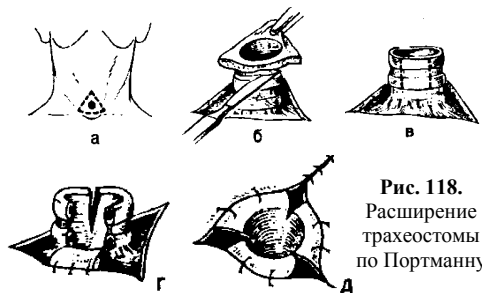 а
б
в
г
д
Рис. 118.
Расширение
трахеостомы
по Портманну